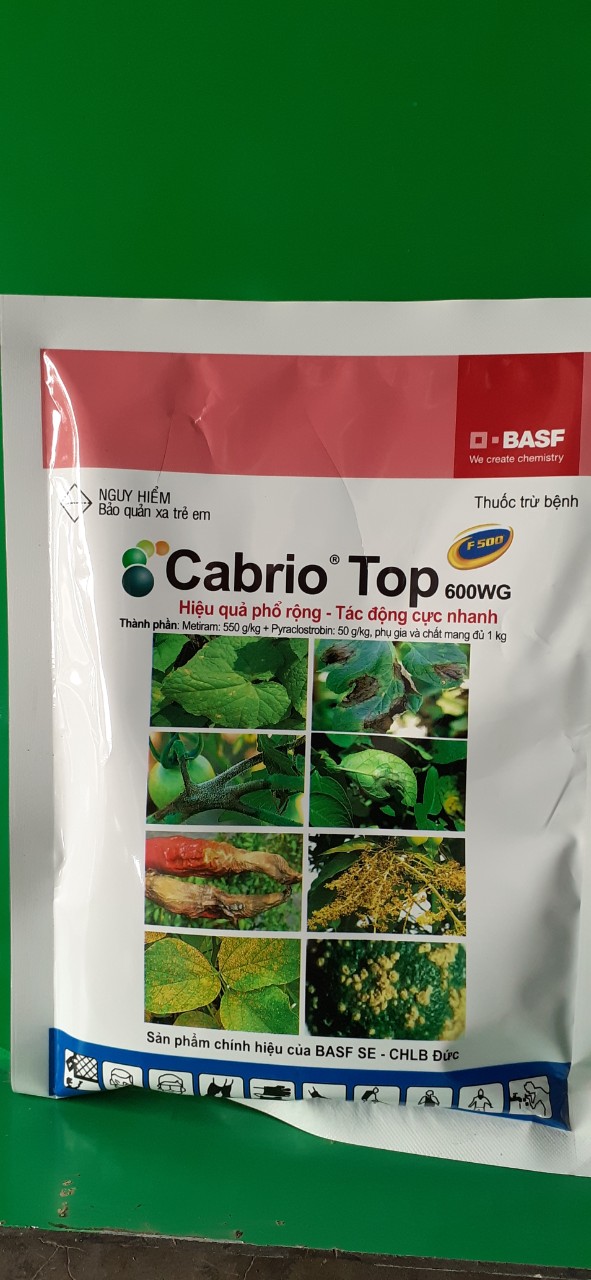 BASF
We create chemistry
NGUY HIỂM
Bảo quản xa trẻ em
Thuốc trừ bệnh
F 500
Cabrio® Top 600WG
Hiệu quả phổ rộng - Tác động cực nhanh
Thành phần: Metiram: 550 g/kg + Pyraclostrobin: 50 g/kg, phụ gia và chất mang đủ 1 kg
Sản phẩm chính hiệu của BASF SE - CHLB Đức